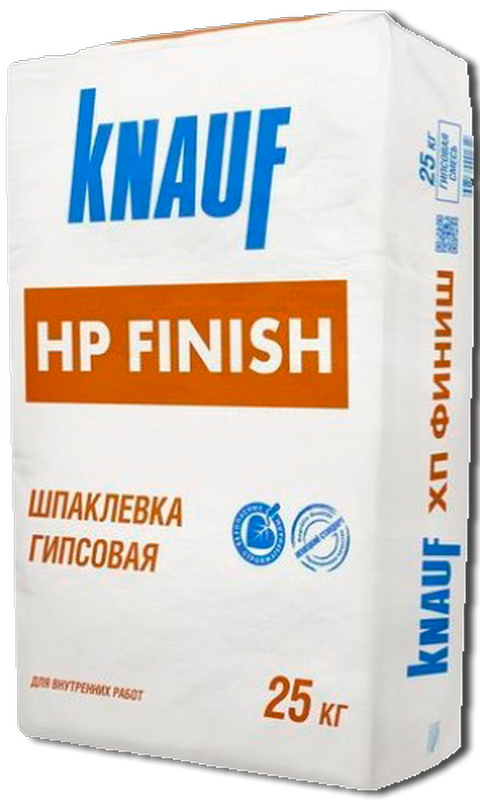 KNAUF
HP FINISH
ШПАКЛЕВКА
ГИПСОВАЯ
ДЛЯ ВНУТРЕННИХ РАБОТ
25 КГ
25 КГ
ГИПСОВАЯ
СМЕСЬ
KNAUF ХП ФИНИШ